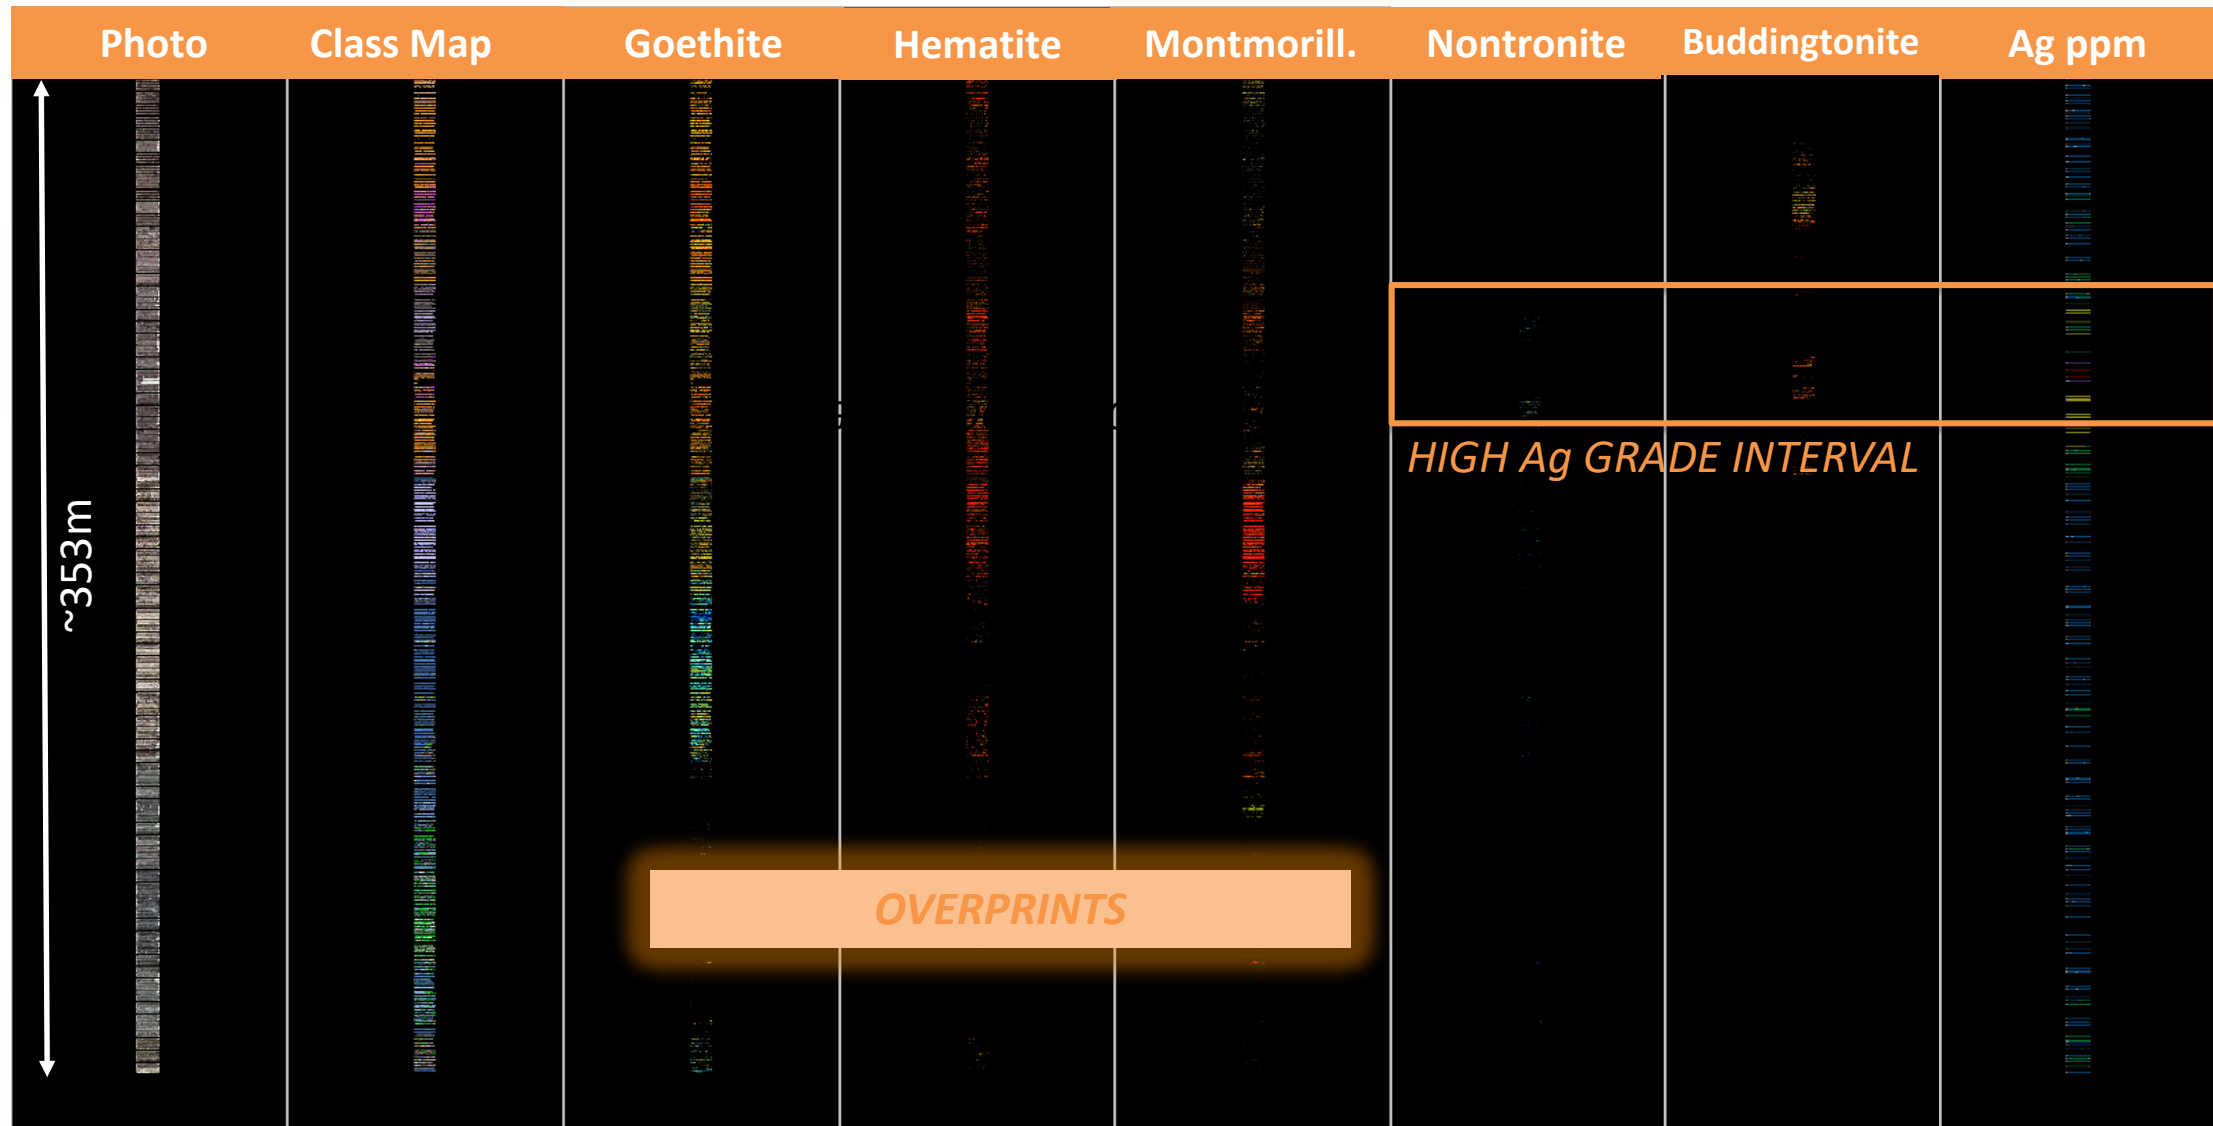 Photo
Class Map
Goethite
Hematite
Montmorill.
Nontronite
Buddingtonite
Ag ppm
HIGH Ag GRADE INTERVAL
~353m
OVERPRINTS